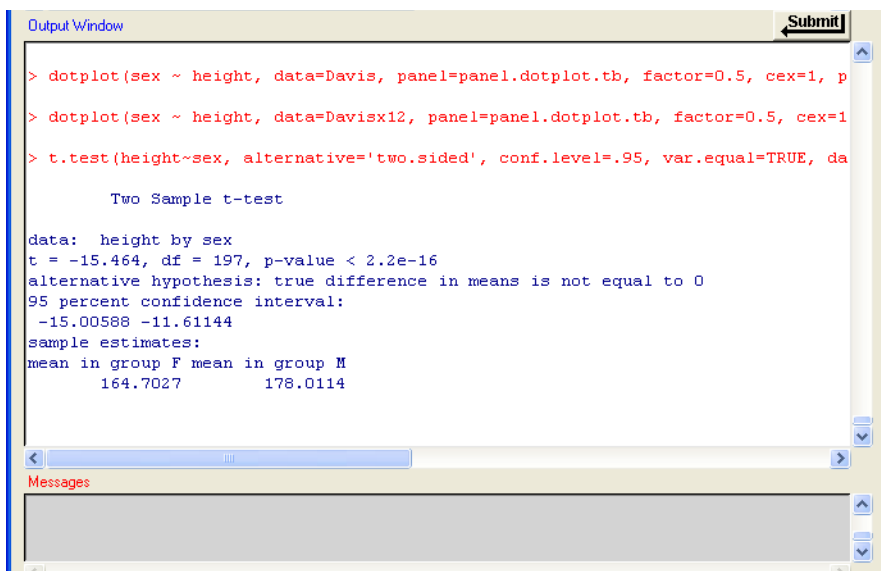 Output Window
Submit
> dotplot(sex ~ height, data=Davis, panel=panel.dotplot.tb, factor=0.5, cex=1, p
> dotplot(sex ~ height, data=Davisx12, panel=panel.dotplot.tb, factor=0.5, cex=1
> t.test(height~sex, alternative='two.sided', conf.level=.95, var.equal=TRUE, da
Two Sample t-test
data:  height by sex
t = -15.464, df = 197, p-value < 2.2e-16
alternative hypothesis: true difference in means is not equal to 0
95 percent confidence interval:
-15.00588 -11.61144
sample estimates:
mean in group F mean in group M
164.7027        178.0114
Messages